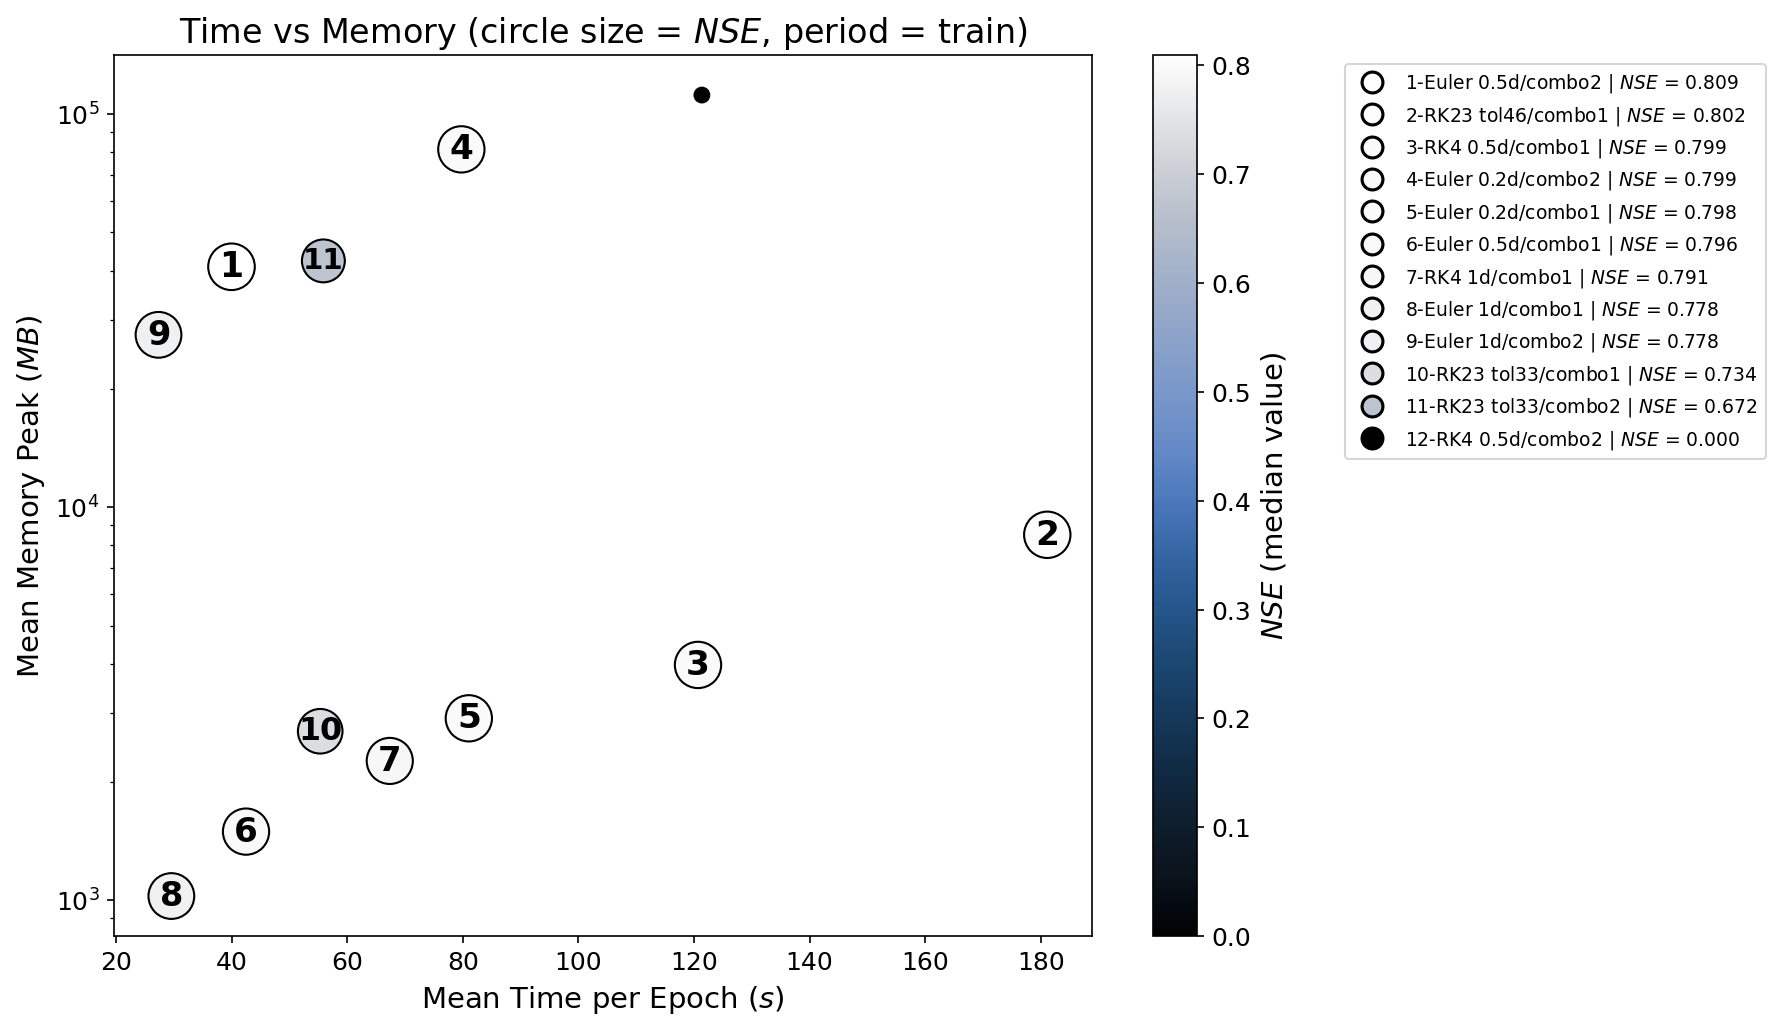 Time vs Memory (circle size = NSE, period = train)
Mean Memory Peak (MB)
10⁵
10⁴
10³
4
1
11
9
2
3
5
10
7
6
8
20 40 60 80 100 120 140 160 180
Mean Time per Epoch (s)
0.8
0.7
0.6
0.5
0.4
0.3
0.2
0.1
0.0
NSE (median value)
1-Euler 0.5d/combo2 | NSE = 0.809
2-RK23 tol46/combo1 | NSE = 0.802
3-RK4 0.5d/combo1 | NSE = 0.799
4-Euler 0.2d/combo2 | NSE = 0.799
5-Euler 0.2d/combo1 | NSE = 0.798
6-Euler 0.5d/combo1 | NSE = 0.796
7-RK4 1d/combo1 | NSE = 0.791
8-Euler 1d/combo1 | NSE = 0.778
9-Euler 1d/combo2 | NSE = 0.778
10-RK23 tol33/combo1 | NSE = 0.734
11-RK23 tol33/combo2 | NSE = 0.672
12-RK4 0.5d/combo2 | NSE = 0.000